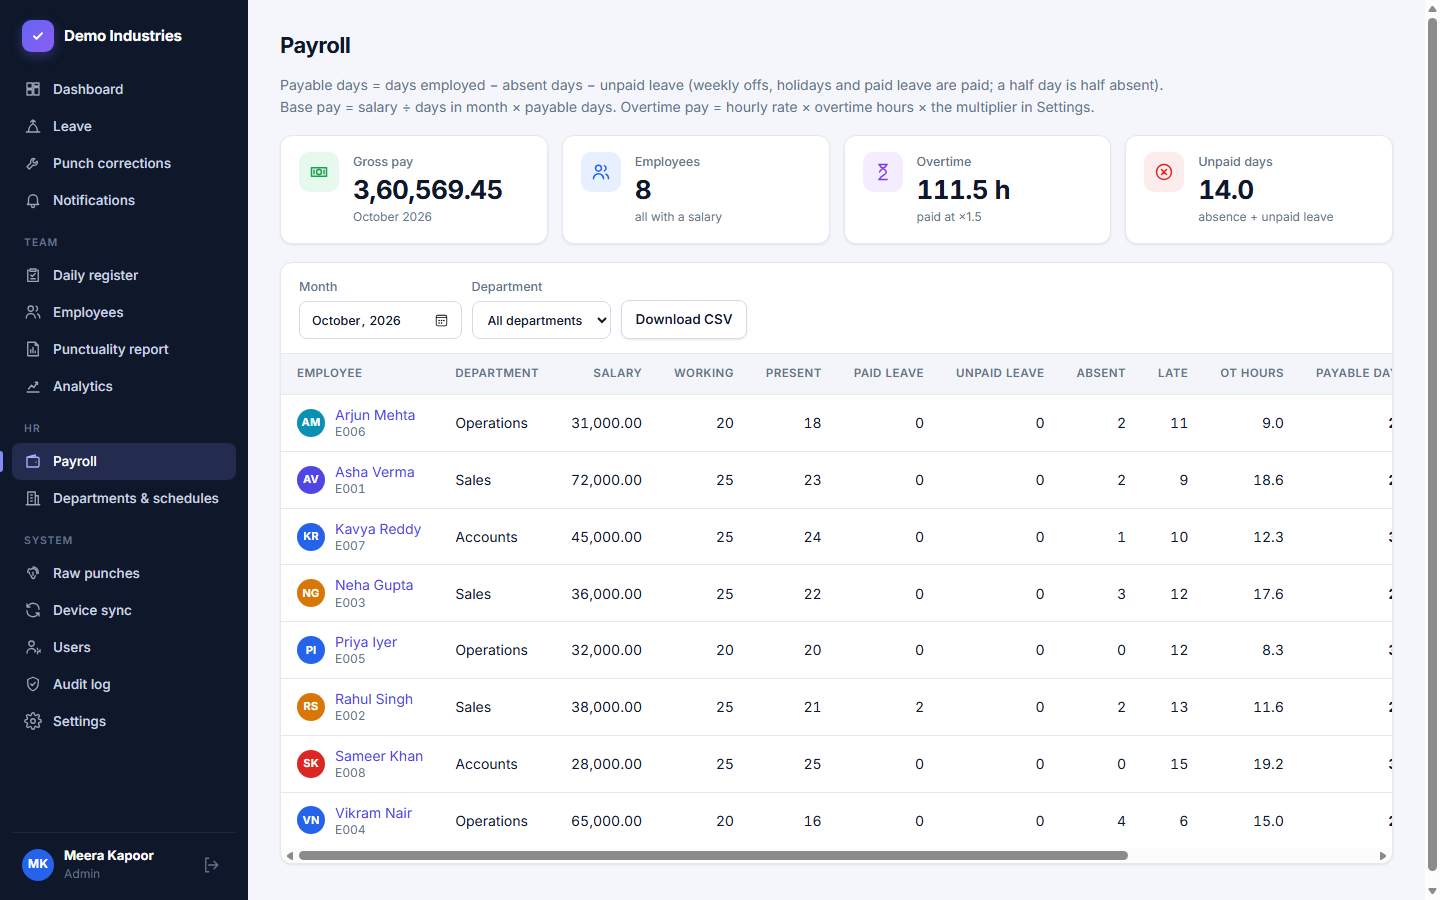 Demo Industries
Dashboard
Leave
Punch corrections
Notifications
TEAM
Daily register
Employees
Punctuality report
Analytics
HR
Payroll
Departments & schedules
SYSTEM
Raw punches
Device sync
Users
Audit log
Settings
MK Meera Kapoor
Admin
Payroll
Payable days = days employed − absent days − unpaid leave (weekly offs, holidays and paid leave are paid; a half day is half absent).
Base pay = salary ÷ days in month × payable days. Overtime pay = hourly rate × overtime hours × the multiplier in Settings.
Gross pay
3,60,569.45
October 2026
Employees
8
all with a salary
Overtime
111.5 h
paid at ×1.5
Unpaid days
14.0
absence + unpaid leave
Month Department
October, 2026 All departments Download CSV
EMPLOYEE DEPARTMENT SALARY WORKING PRESENT PAID LEAVE UNPAID LEAVE ABSENT LATE OT HOURS PAYABLE
AM Arjun Mehta Operations 31,000.00 20 18 0 0 2 11 9.0
E006
AV Asha Verma Sales 72,000.00 25 23 0 0 2 9 18.6
E001
KR Kavya Reddy Accounts 45,000.00 25 24 0 0 1 10 12.3
E007
NG Neha Gupta Sales 36,000.00 25 22 0 0 3 12 17.6
E003
PI Priya Iyer Operations 32,000.00 20 20 0 0 0 12 8.3
E005
RS Rahul Singh Sales 38,000.00 25 21 2 0 2 13 11.6
E002
SK Sameer Khan Accounts 28,000.00 25 25 0 0 0 15 19.2
E008
VN Vikram Nair Operations 65,000.00 20 16 0 0 4 6 15.0
E004